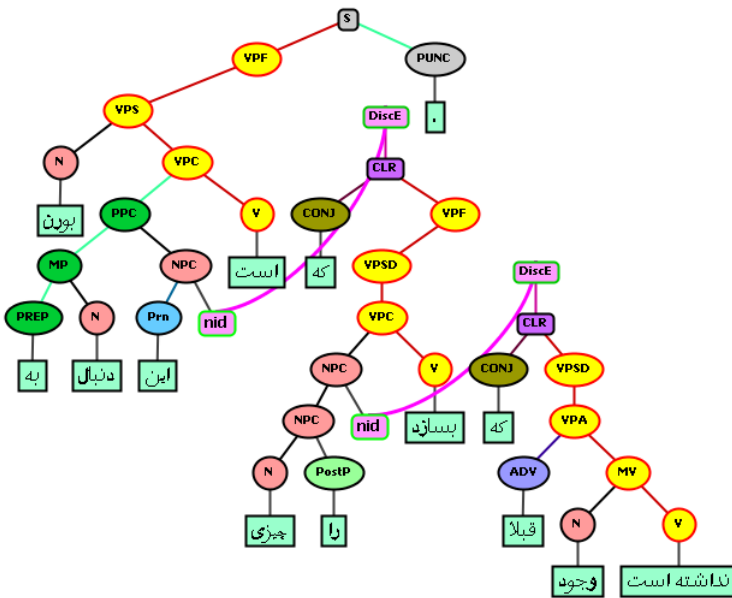 S
VPF
PUNC
VPS
DiscE
.
N
VPC
CLR
بورن
PPC
V
CONJ
VPF
MP
NPC
است
که
VPSD
DiscE
PREP
N
Prn
nid
VPC
CLR
به
دنبال
این
NPC
V
CONJ
VPSD
NPC
nid
بسازد
که
VPA
N
PostP
ADV
MV
چیزی
را
قبلا
N
V
وجود
نداشته است